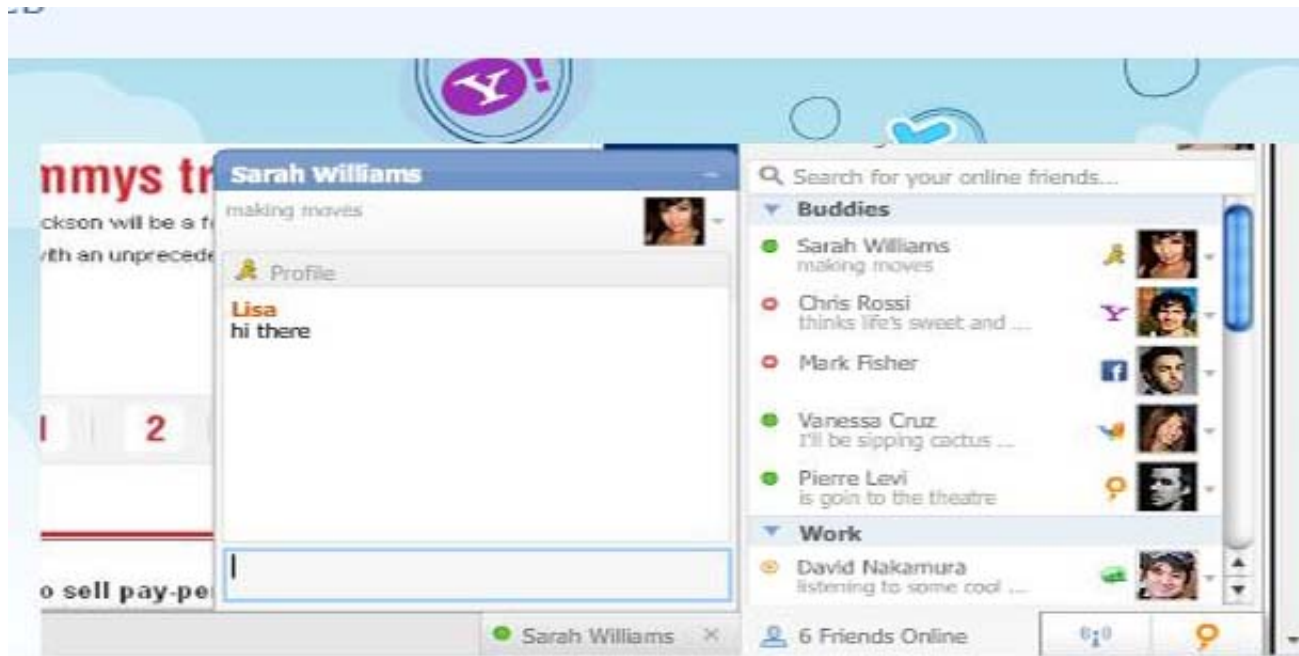 Y!
mmys tr
ckson will be a f
ith an unprecede
2
o sell pay-pe
Sarah Williams
making moves
Profile
Lisa
hi there
Sarah Williams
Search for your online friends...
Buddies
Sarah Williams
making moves
Chris Rossi
thinks life's sweet and ...
Mark Fisher
Vanessa Cruz
I'll be sipping cactus ...
Pierre Levi
is goin to the theatre
Work
David Nakamura
listening to some cool ...
6 Friends Online